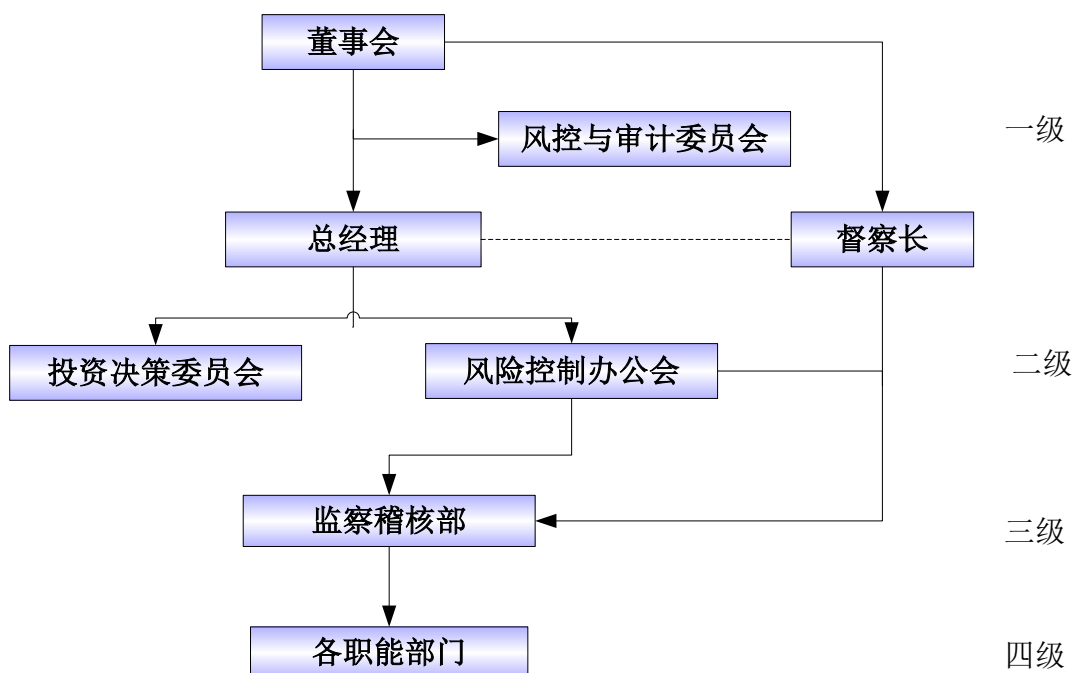 董事会
风控与审计委员会
一级
总经理
督察长
投资决策委员会
风险控制办公会
二级
监察稽核部
三级
各职能部门
四级